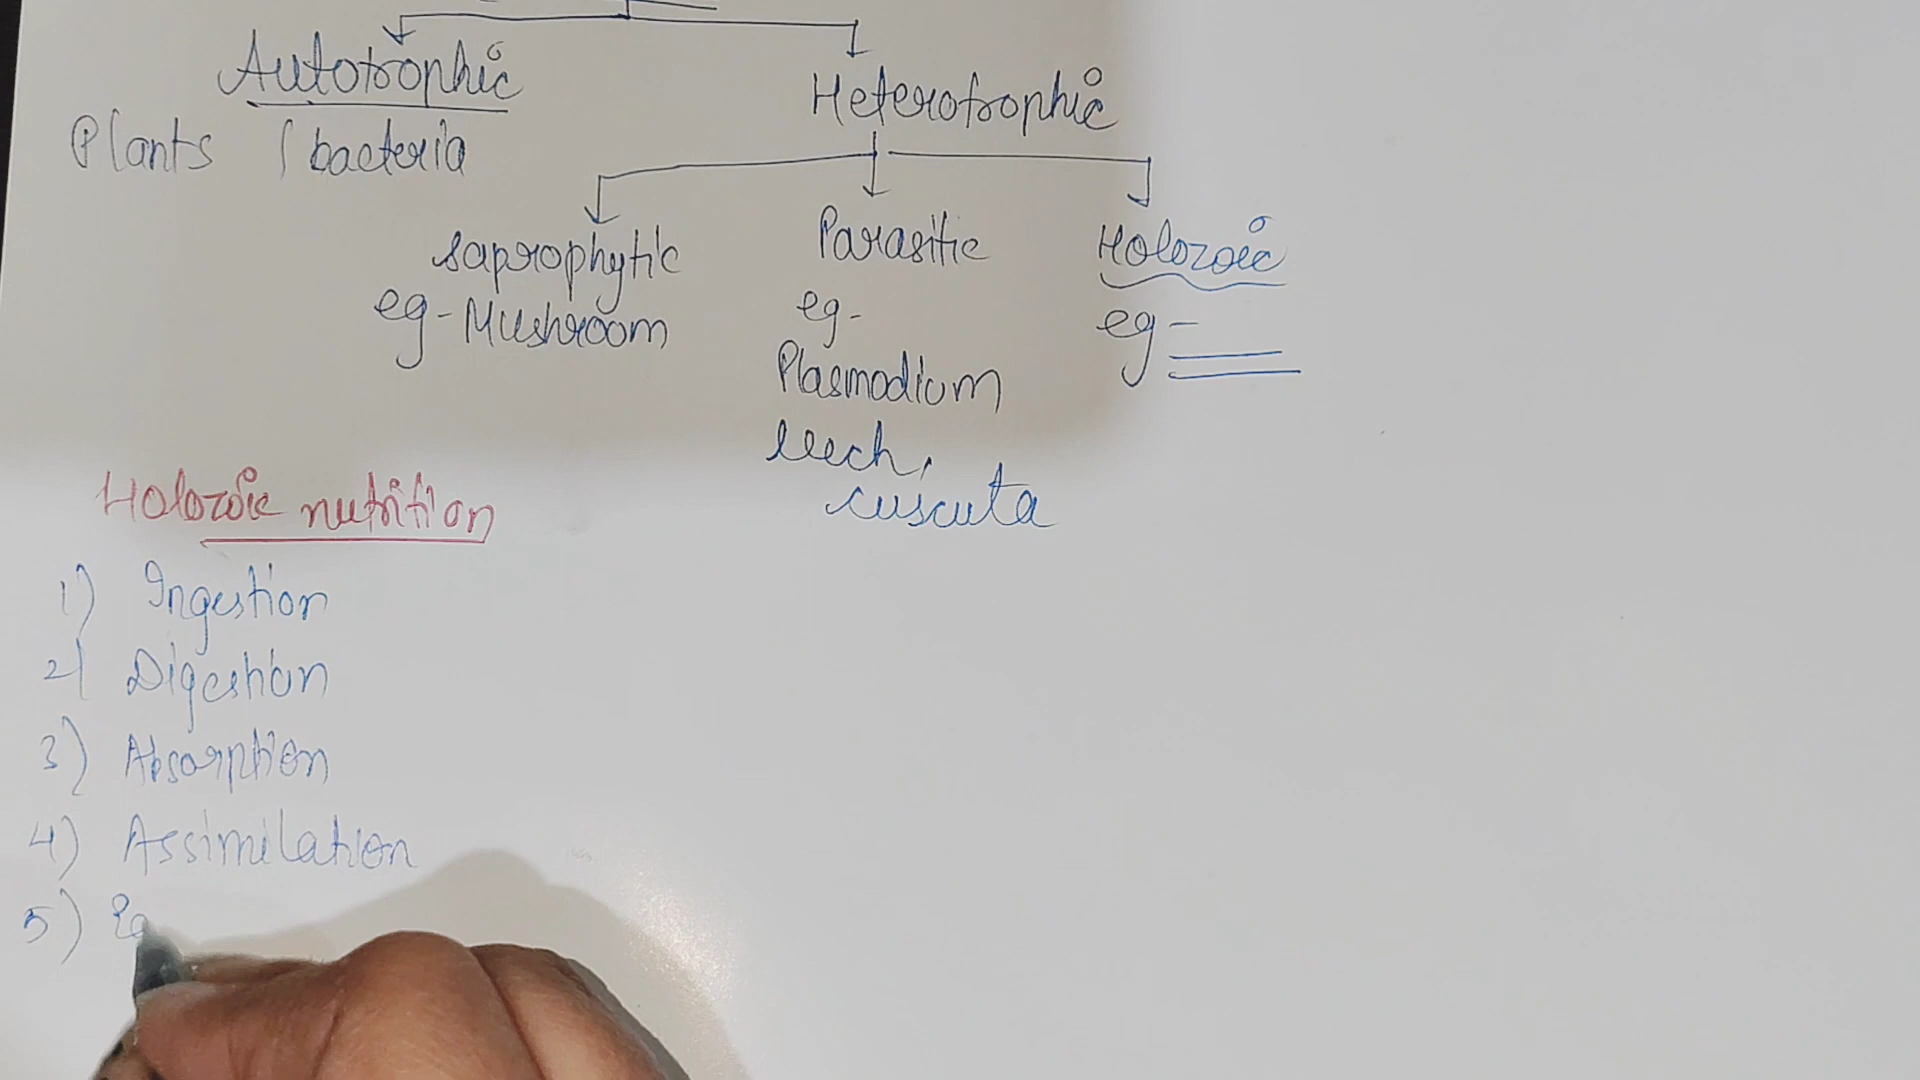 Autotrophic
Heterotrophic
Plants / bacteria
saprophytic
Parasitic
Holozoic
eg - Mushroom
eg -
eg -
Plasmodium
leech,
cuscuta
Holozoic nutrition
1) Ingestion
2) Digestion
3) Absorption
4) Assimilation
5)